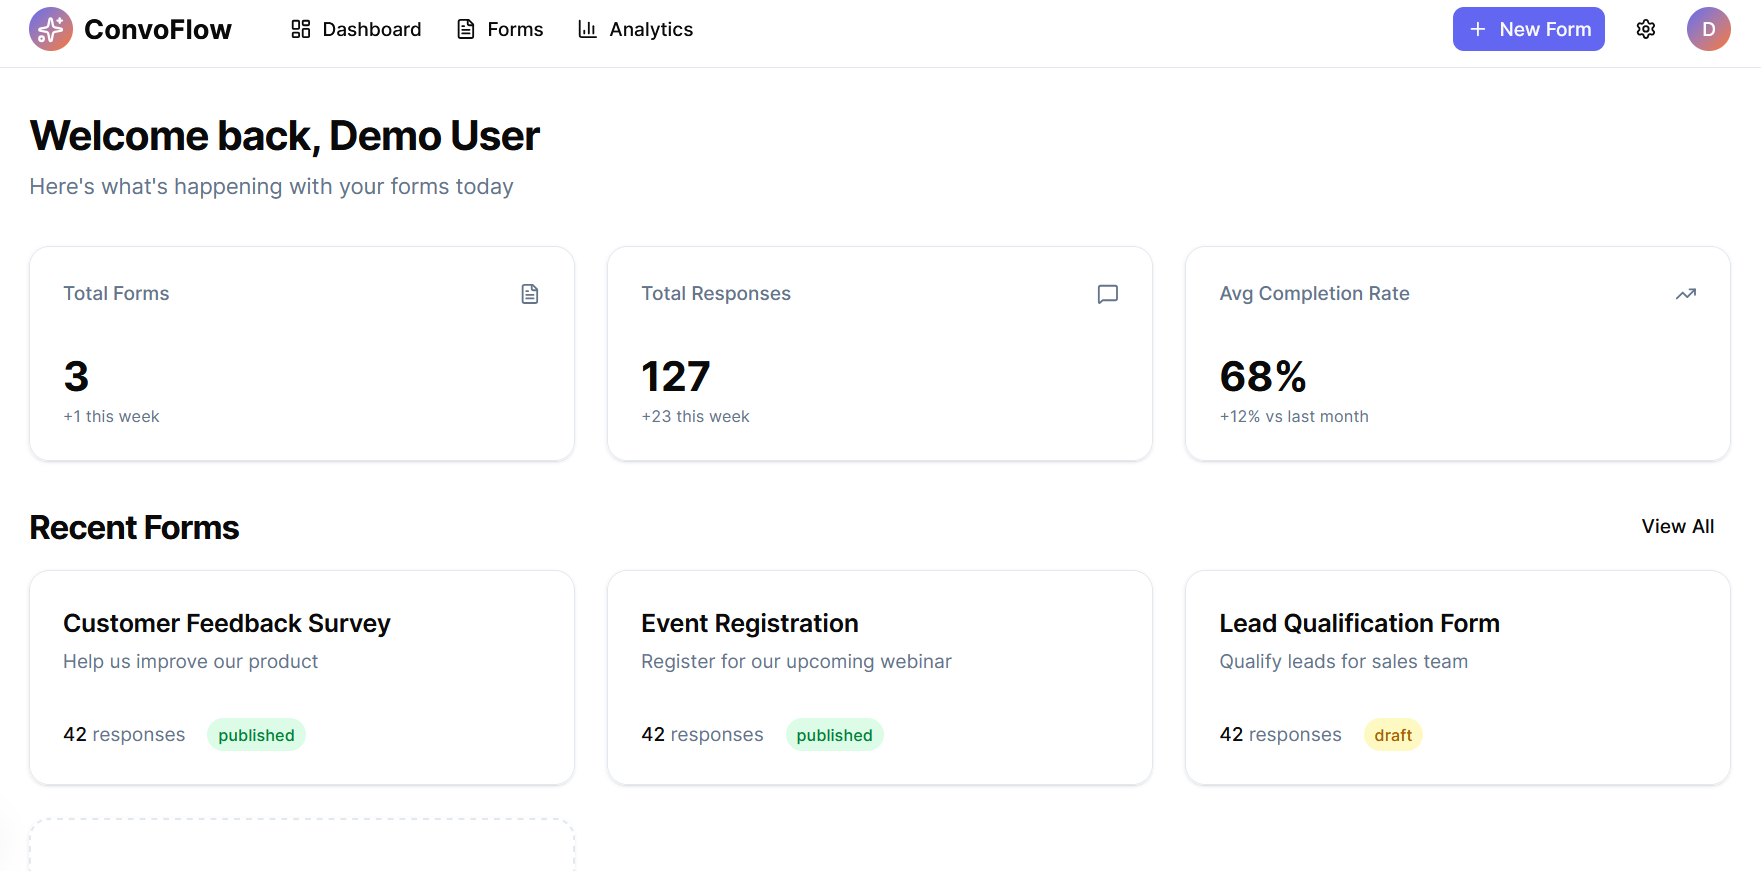 ConvoFlow
Dashboard
Forms
Analytics
+ New Form
D
Welcome back, Demo User
Here's what's happening with your forms today
Total Forms
3
+1 this week
Total Responses
127
+23 this week
Avg Completion Rate
68%
+12% vs last month
Recent Forms
View All
Customer Feedback Survey
Help us improve our product
42 responses
published
Event Registration
Register for our upcoming webinar
42 responses
published
Lead Qualification Form
Qualify leads for sales team
42 responses
draft